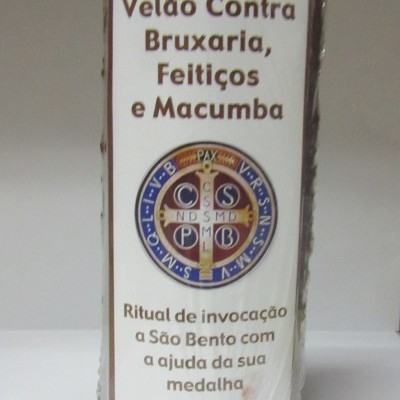 Velão Contra
Bruxaria,
Feitiços
e Macumba
PAX
V·R·S·N·S·M·V
S·M·Q·L·I·V·B
C S
P B
C S S M L
N D S M D
Ritual de invocação
a São Bento com
a ajuda da sua
medalha